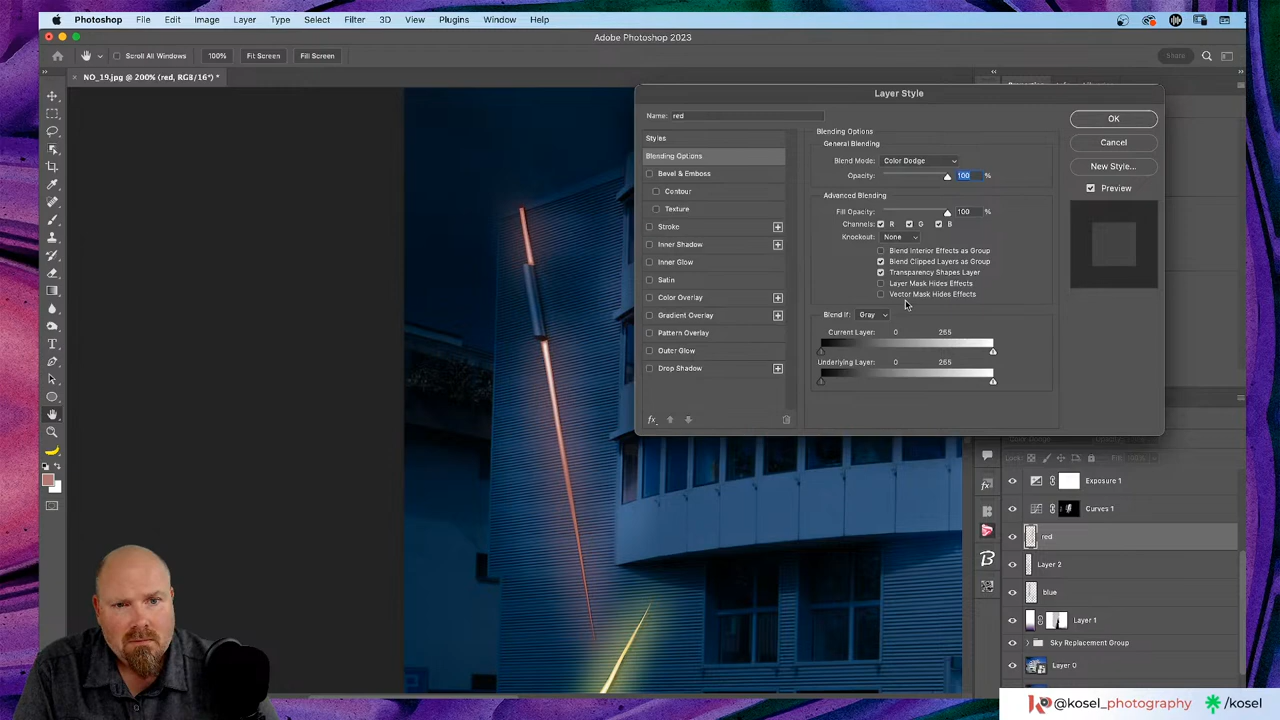 Photoshop File Edit Image Layer Type Select Filter 3D View Plugins Window Help
Adobe Photoshop 2023
Scroll All Windows 100% Fit Screen Fill Screen Share
× NO_19.jpg @ 200% (red, RGB/16*) *
Layer Style
Name: red
Styles
Blending Options
Bevel & Emboss
Contour
Texture
Stroke
Inner Shadow
Inner Glow
Satin
Color Overlay
Gradient Overlay
Pattern Overlay
Outer Glow
Drop Shadow
fx
Blending Options
General Blending
Blend Mode: Color Dodge
Opacity: 100 %
Advanced Blending
Fill Opacity: 100 %
Channels: R G B
Knockout: None
Blend Interior Effects as Group
Blend Clipped Layers as Group
Transparency Shapes Layer
Layer Mask Hides Effects
Vector Mask Hides Effects
Blend If: Gray
Current Layer: 0 255
Underlying Layer: 0 255
OK
Cancel
New Style...
Preview
Lock: Fill:
Exposure 1
Curves 1
red
Layer 2
blue
Layer 1
Sky Replacement Group
Layer 0
@kosel_photography /kosel